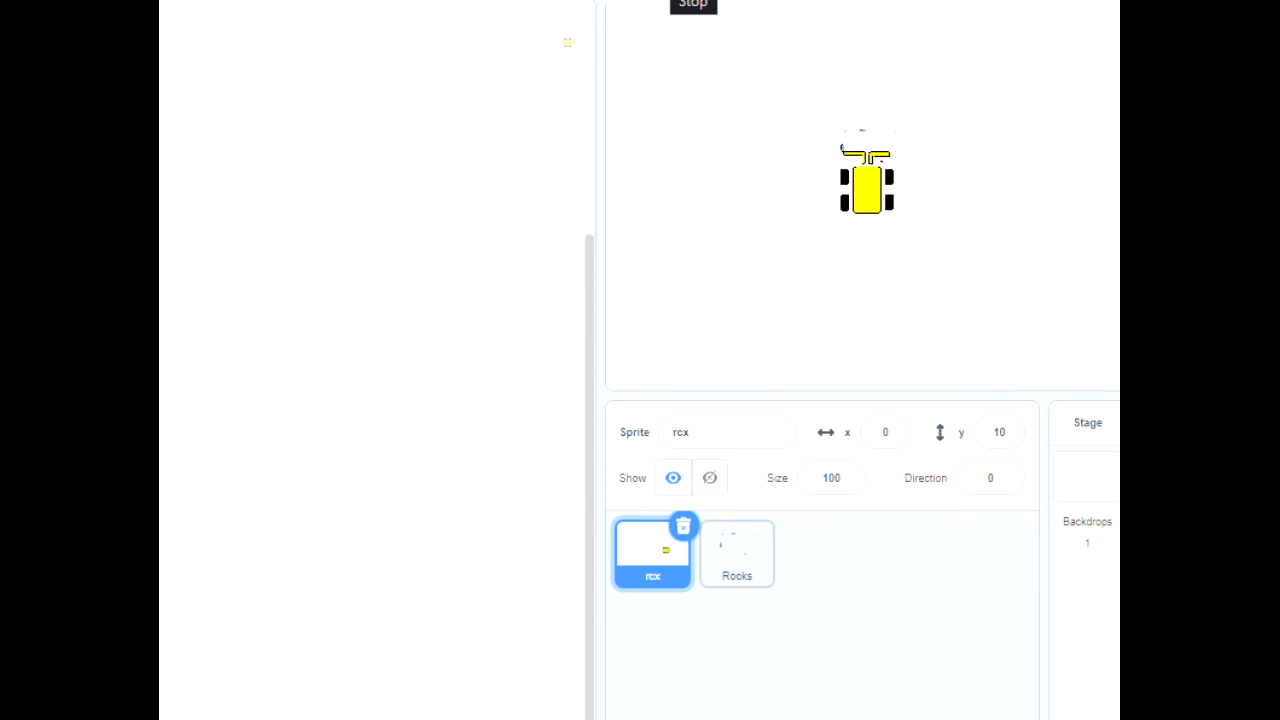 Stop
Sprite rcx x 0 y 10
Show Size 100 Direction 0
rcx
Rocks
Stage
Backdrops
1